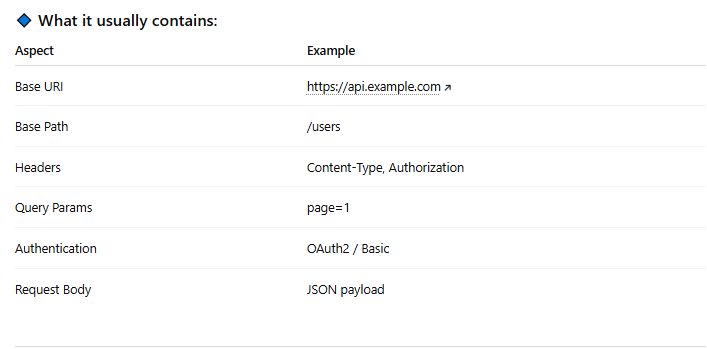 What it usually contains:
Aspect Example
Base URI https://api.example.com
Base Path /users
Headers Content-Type, Authorization
Query Params page=1
Authentication OAuth2 / Basic
Request Body JSON payload